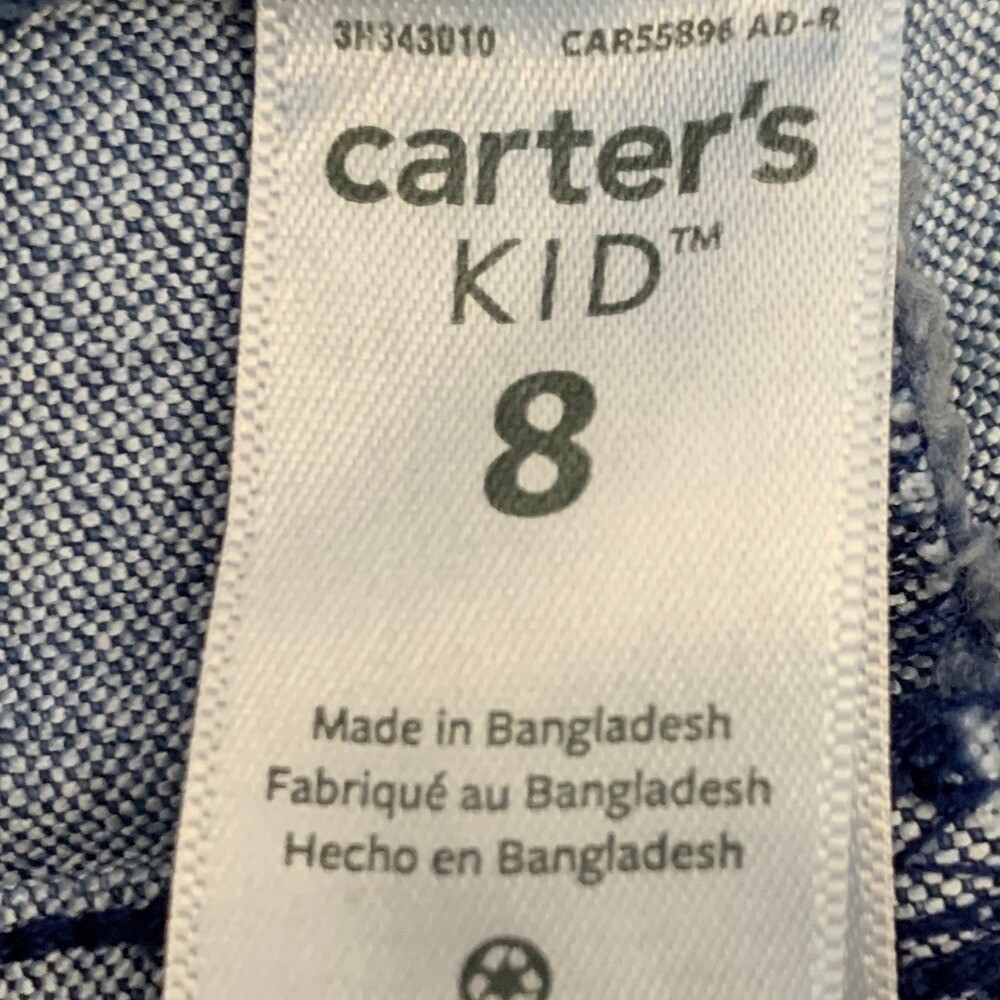 3H343010 CAR55896 AD-R
carter's
KID™
8
Made in Bangladesh
Fabriqué au Bangladesh
Hecho en Bangladesh